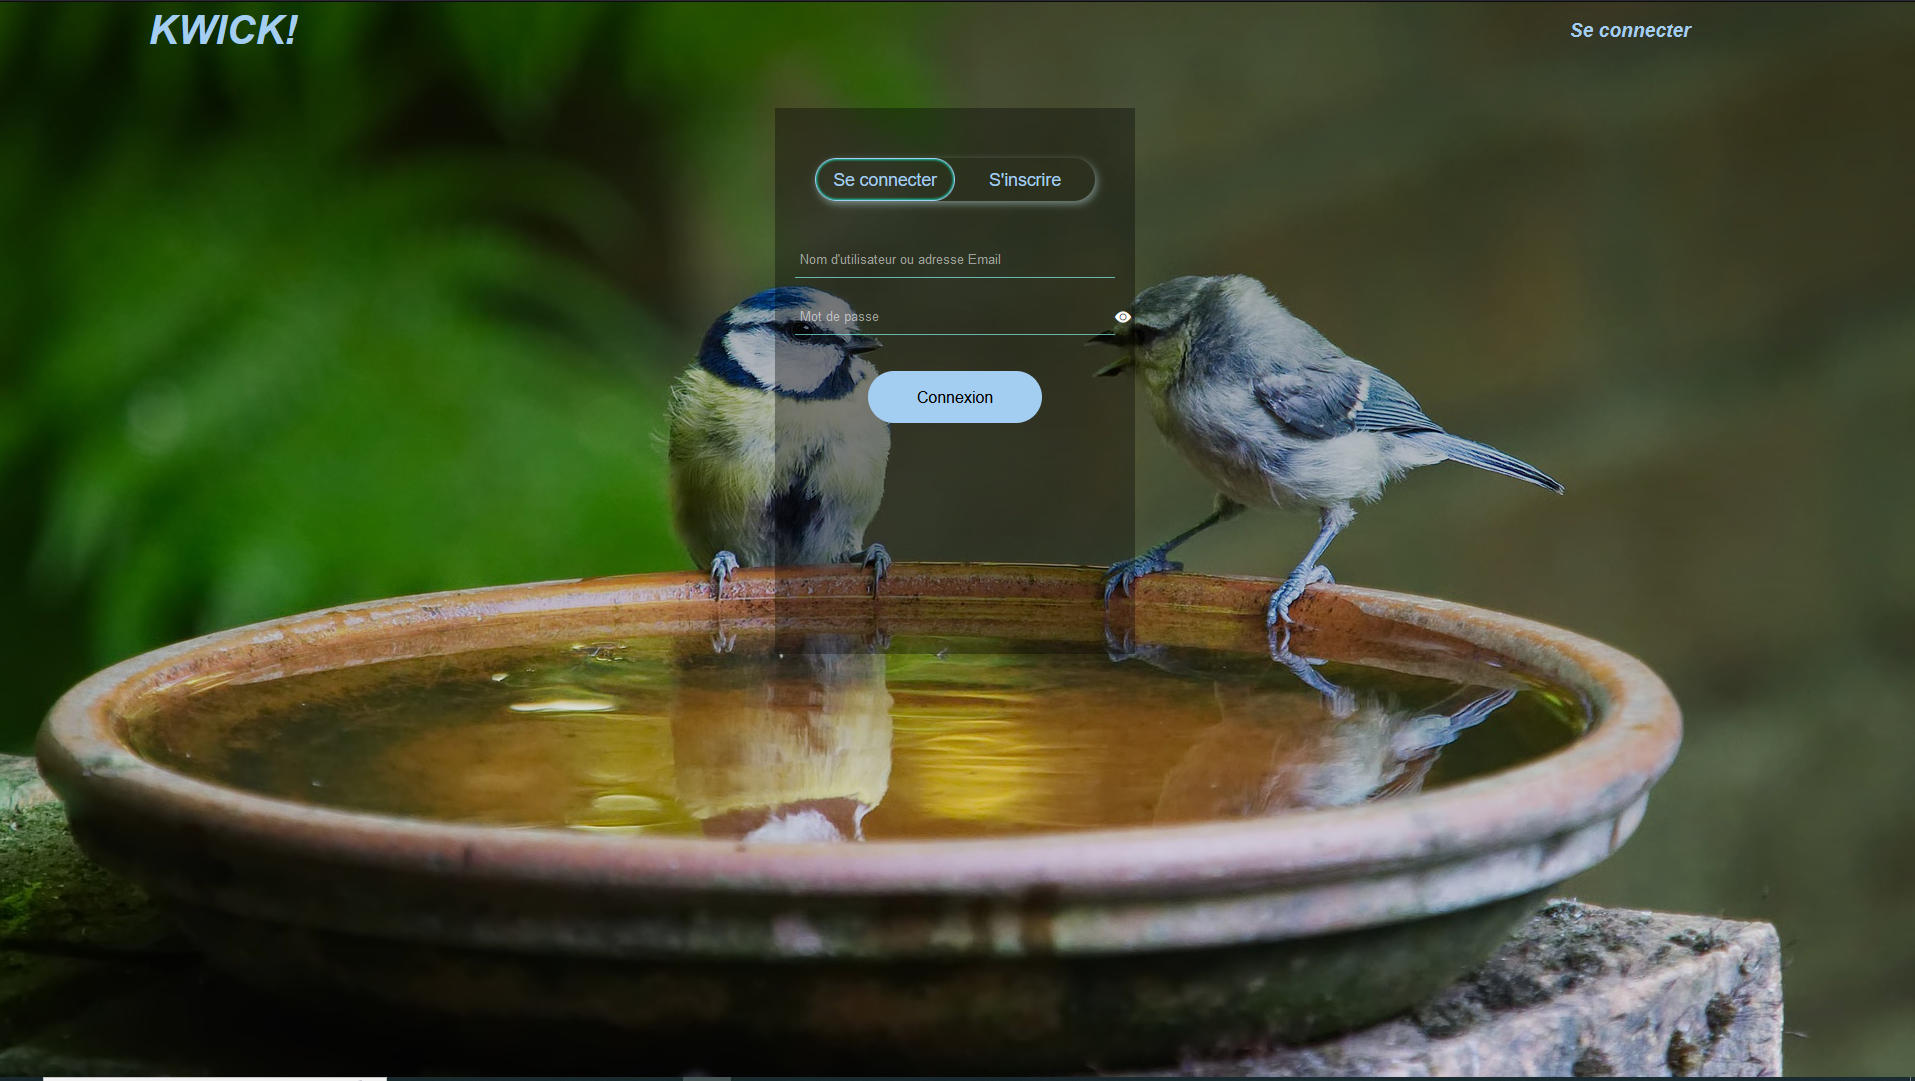 KWICK!
Se connecter
Se connecter
S'inscrire
Nom d'utilisateur ou adresse Email
Mot de passe
Connexion